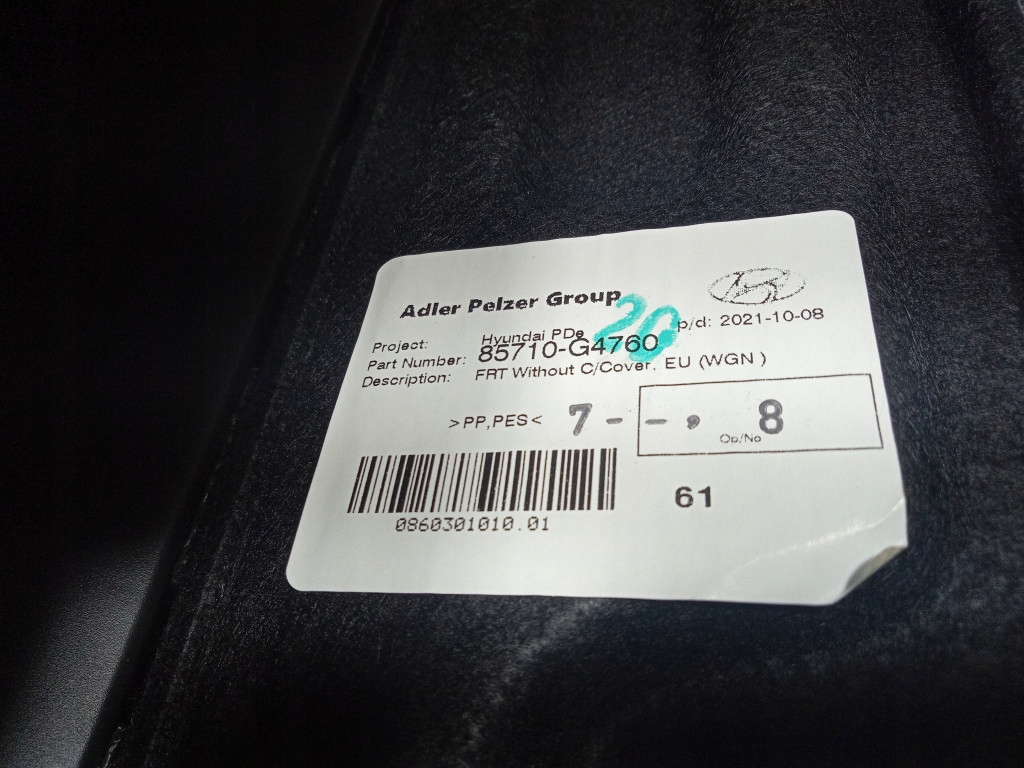 Adler Pelzer Group
20
p/d: 2021-10-08
Project: Hyundai PDe
Part Number: 85710-G4760
Description: FRT Without C/Cover, EU (WGN )
>PP,PES< 7 - - , 8
Op/No
61
0860301010.01